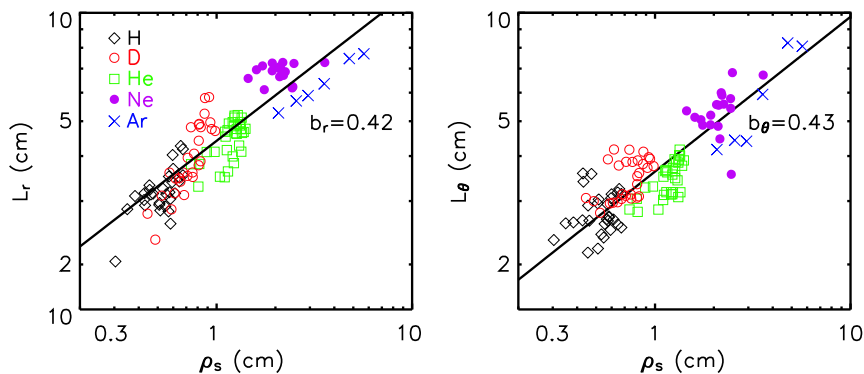 10
5
2
10
0.3
1
10
L_r (cm)
ρ_s (cm)
H
D
He
Ne
Ar
b_r=0.42
10
5
2
10
0.3
1
10
L_θ (cm)
ρ_s (cm)
b_θ=0.43